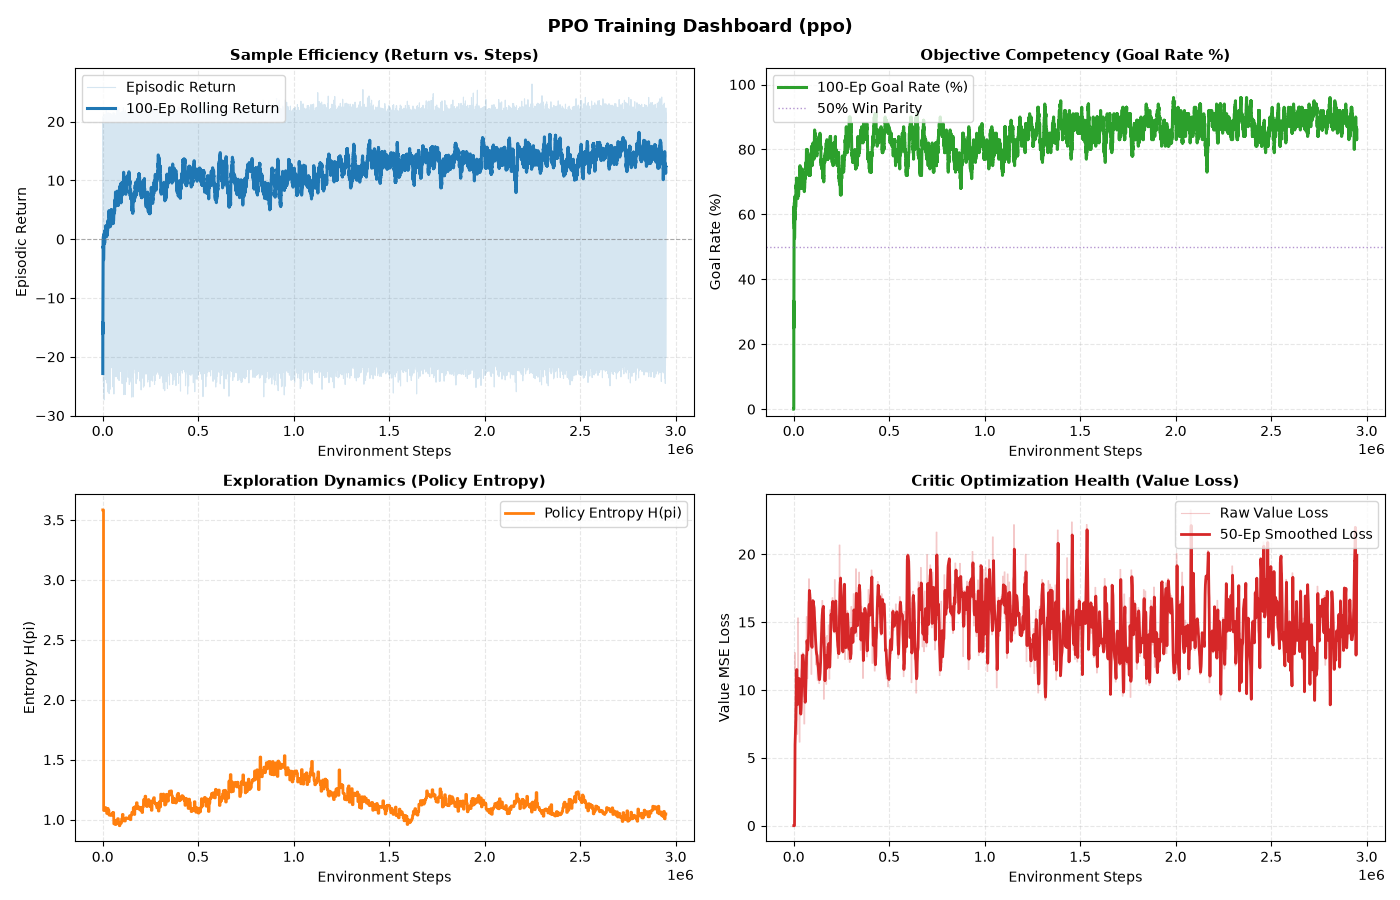 PPO Training Dashboard (ppo)
Sample Efficiency (Return vs. Steps)
Episodic Return
100-Ep Rolling Return
20
10
0
−10
−20
−30
Episodic Return
0.0
0.5
1.0
1.5
2.0
2.5
3.0
1e6
Environment Steps
Objective Competency (Goal Rate %)
100-Ep Goal Rate (%)
50% Win Parity
100
80
60
40
20
0
Goal Rate (%)
0.0
0.5
1.0
1.5
2.0
2.5
3.0
1e6
Environment Steps
Exploration Dynamics (Policy Entropy)
Policy Entropy H(pi)
3.5
3.0
2.5
2.0
1.5
1.0
Entropy H(pi)
0.0
0.5
1.0
1.5
2.0
2.5
3.0
1e6
Environment Steps
Critic Optimization Health (Value Loss)
Raw Value Loss
50-Ep Smoothed Loss
20
15
10
5
0
Value MSE Loss
0.0
0.5
1.0
1.5
2.0
2.5
3.0
1e6
Environment Steps